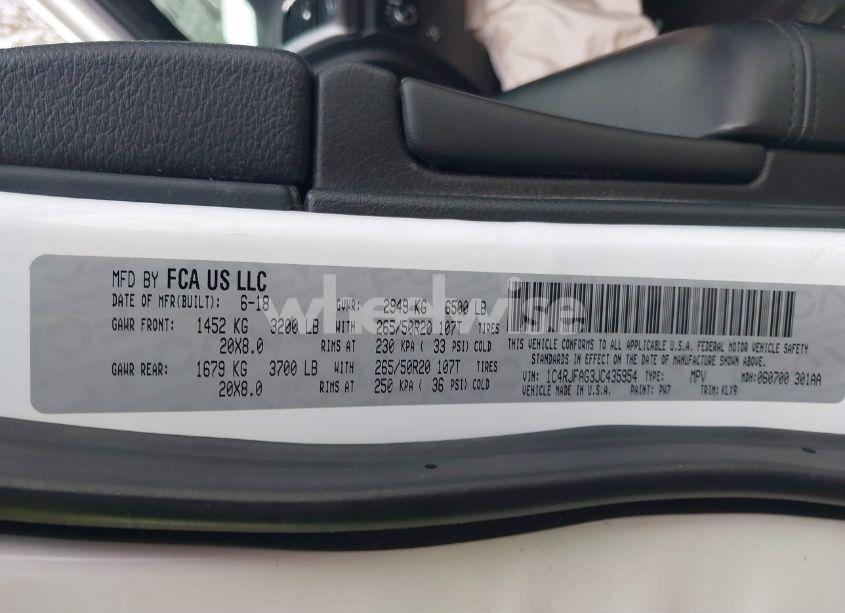 MFD BY FCA US LLC
DATE OF MFR(BUILT): 6-18 GVWR: 2949 KG 6500 LB
GAWR FRONT: 1452 KG 3200 LB WITH 265/50R20 107T TIRES
20X8.0 RIMS AT 230 KPA ( 33 PSI) COLD
GAWR REAR: 1679 KG 3700 LB WITH 265/50R20 107T TIRES
20X8.0 RIMS AT 250 KPA ( 36 PSI) COLD
THIS VEHICLE CONFORMS TO ALL APPLICABLE U.S.A. FEDERAL MOTOR VEHICLE SAFETY
STANDARDS IN EFFECT ON THE DATE OF MANUFACTURE SHOWN ABOVE.
VIN: 1C4RJFAG3JC435954 TYPE: MPV MDH: 060700 301AA
VEHICLE MADE IN U.S.A. PAINT: PW7 TRIM: KLX9
wheelwise